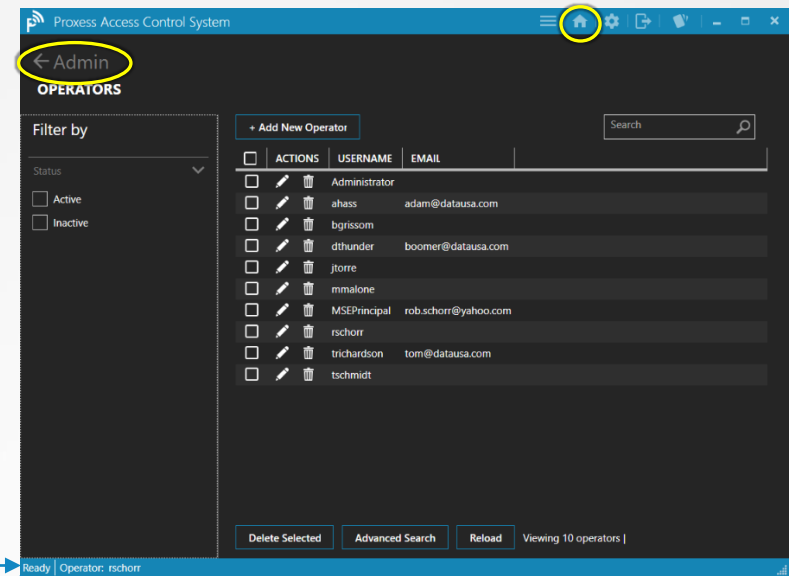 Proxess Access Control System
Admin
OPERATORS
Filter by
Status
Active
Inactive
+ Add New Operator
Search
ACTIONS USERNAME EMAIL
Administrator
ahass adam@datausa.com
bgrissom
dthunder boomer@datausa.com
jtorre
mmalone
MSEPrincipal rob.schorr@yahoo.com
rschorr
trichardson tom@datausa.com
tschmidt
Delete Selected Advanced Search Reload Viewing 10 operators |
Ready Operator: rschorr